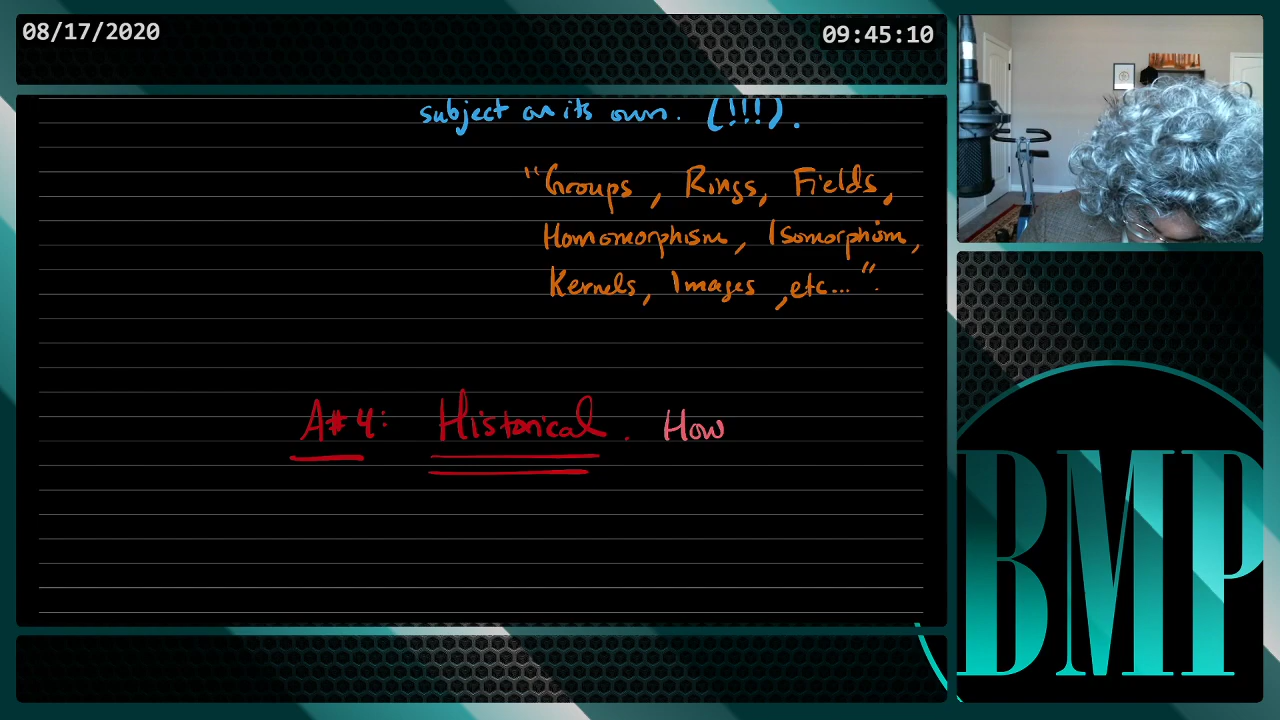 08/17/2020
09:45:10
subject on its own. (!!!).
"Groups, Rings, Fields,
Homomorphism, Isomorphism,
Kernels, Images, etc..."
A#4: Historical. How
BMP